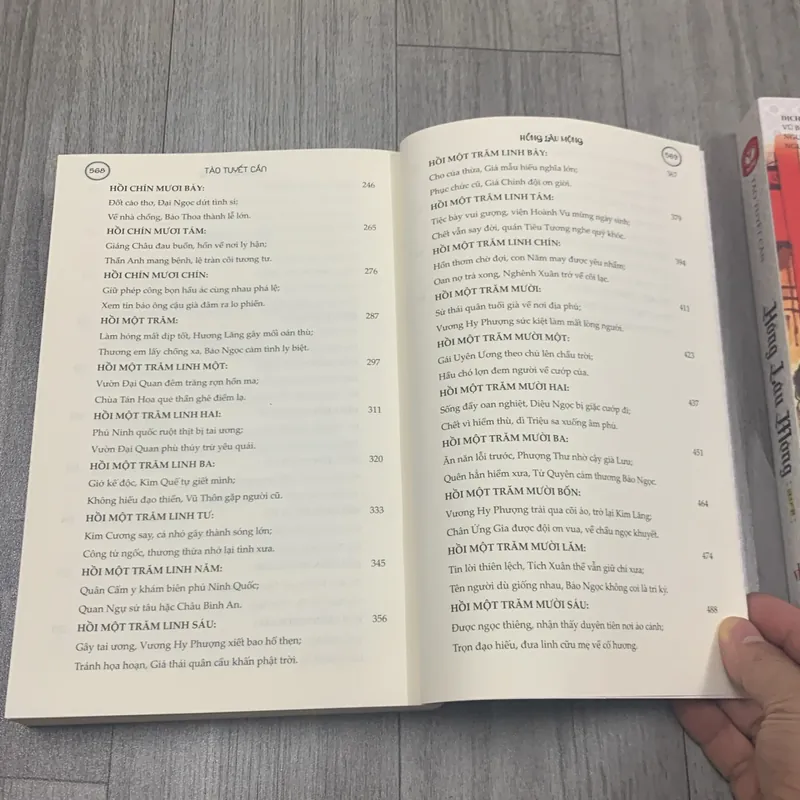 568
TÀO TUYẾT CẦN
HỒI CHÍN MƯƠI BẢY: 246
Đốt cảo thơ, Đại Ngọc dứt tình si;
Về nhà chồng, Bảo Thoa thành lễ lớn.
HỒI CHÍN MƯƠI TÁM: 265
Giáng Châu đau buồn, hồn về nơi ly hận;
Thần Anh mang bệnh, lệ tràn cõi tương tư.
HỒI CHÍN MƯƠI CHÍN: 276
Giữ phép công bọn hầu ác cùng nhau phá lệ;
Xem tin báo ông cậu già đâm ra lo phiền.
HỒI MỘT TRĂM: 287
Làm hỏng mất dịp tốt, Hương Lăng gây mối oán thù;
Thương em lấy chồng xa, Bảo Ngọc cảm tình ly biệt.
HỒI MỘT TRĂM LINH MỘT: 297
Vườn Đại Quan đêm trăng rợn hồn ma;
Chùa Tán Hoa quẻ thần ghê điềm lạ.
HỒI MỘT TRĂM LINH HAI: 311
Phủ Ninh quốc ruột thịt bị tai ương;
Vườn Đại Quan phù thủy trừ yêu quái.
HỒI MỘT TRĂM LINH BA: 320
Giở kế độc, Kim Quế tự giết mình;
Không hiểu đạo thiền, Vũ Thôn gặp người cũ.
HỒI MỘT TRĂM LINH TƯ: 333
Kim Cương say, cá nhỏ gây thành sóng lớn;
Công tử ngốc, thương thừa nhớ lại tình xưa.
HỒI MỘT TRĂM LINH NĂM: 345
Quân Cẩm y khám biên phủ Ninh Quốc;
Quan Ngự sử tâu hặc Châu Bình An.
HỒI MỘT TRĂM LINH SÁU: 356
Gây tai ương, Vương Hy Phượng xiết bao hổ thẹn;
Tránh họa hoạn, Giả thái quân cầu khấn phật trời.
HỒNG LÂU MỘNG
569
HỒI MỘT TRĂM LINH BẢY: 367
Cho của thừa, Giả mẫu hiểu nghĩa lớn;
Phục chức cũ, Giả Chính đội ơn giời.
HỒI MỘT TRĂM LINH TÁM: 379
Tiệc bày vui gượng, viện Hoành Vu mừng ngày sinh;
Chết vẫn say đời, quán Tiêu Tương nghe quỷ khóc.
HỒI MỘT TRĂM LINH CHÍN: 394
Hồn thơm chờ đợi, con Năm may được yêu nhầm;
Oan nợ trả xong, Nghênh Xuân trở về cõi lạc.
HỒI MỘT TRĂM MƯỜI: 411
Sử thái quân tuổi già về nơi địa phủ;
Vương Hy Phượng sức kiệt làm mất lòng người.
HỒI MỘT TRĂM MƯỜI MỘT: 423
Gái Uyên Ương theo chủ lên chầu trời;
Hầu chó lợn đem người về cướp của.
HỒI MỘT TRĂM MƯỜI HAI: 437
Sống đầy oan nghiệt, Diệu Ngọc bị giặc cướp đi;
Chết vì hiềm thù, dì Triệu sa xuống âm phủ.
HỒI MỘT TRĂM MƯỜI BA: 451
Ăn năn lỗi trước, Phượng Thư nhờ cậy già Lưu;
Quên hẳn hiềm xưa, Tử Quyên cảm thương Bảo Ngọc.
HỒI MỘT TRĂM MƯỜI BỐN: 464
Vương Hy Phượng trải qua cõi ảo, trở lại Kim Lăng;
Chân Ứng Gia được đội ơn vua, về chầu ngọc khuyết.
HỒI MỘT TRĂM MƯỜI LĂM: 474
Tin lời thiên lệch, Tích Xuân thề vẫn giữ chí xưa;
Tên người dù giống nhau, Bảo Ngọc không coi là tri kỷ.
HỒI MỘT TRĂM MƯỜI SÁU: 488
Được ngọc thiêng, nhận thấy duyên tiên nơi ảo cảnh;
Trọn đạo hiếu, đưa linh cữu mẹ về cố hương.
DỊCH
TÀO TUYẾT CẦN
Hồng Lâu Mộng